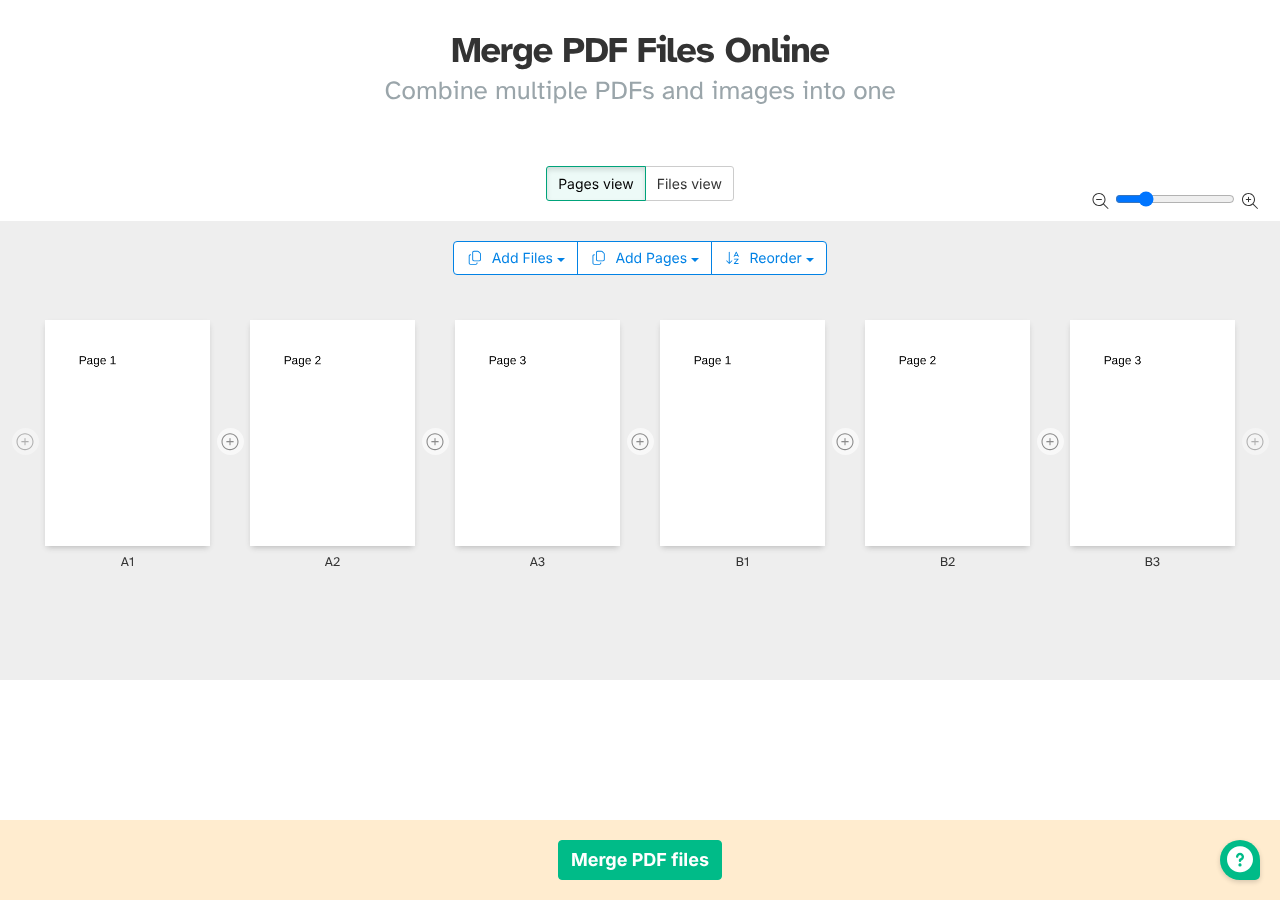 Merge PDF Files Online
Combine multiple PDFs and images into one
Pages view Files view
Add Files Add Pages Reorder
Page 1 Page 2 Page 3 Page 1 Page 2 Page 3
A1 A2 A3 B1 B2 B3
Merge PDF files